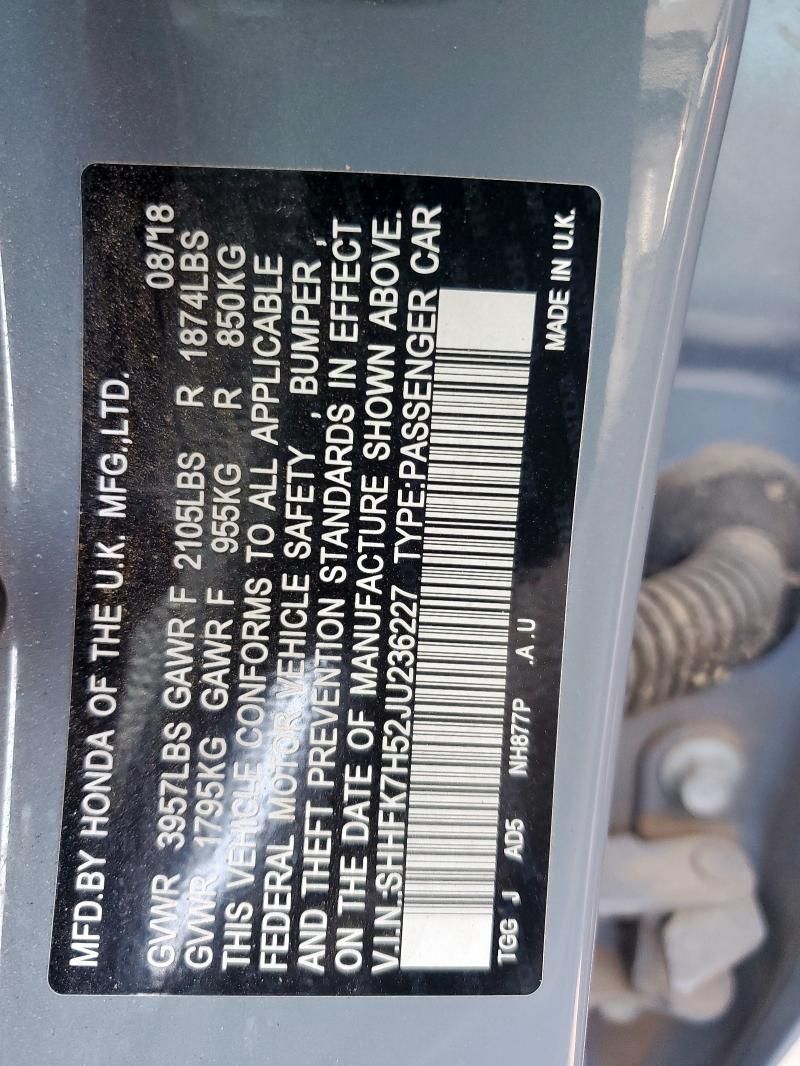 MFD.BY HONDA OF THE U.K. MFG.,LTD.
08/18
GVWR 3957LBS GAWR F 2105LBS R 1874LBS
GVWR 1795KG GAWR F 955KG R 850KG
THIS VEHICLE CONFORMS TO ALL APPLICABLE
FEDERAL MOTOR VEHICLE SAFETY , BUMPER ,
AND THEFT PREVENTION STANDARDS IN EFFECT
ON THE DATE OF MANUFACTURE SHOWN ABOVE.
V.I.N.:SHHFK7H52JU236227 TYPE:PASSENGER CAR
TGG J AD5 NH877P .A .U MADE IN U.K.